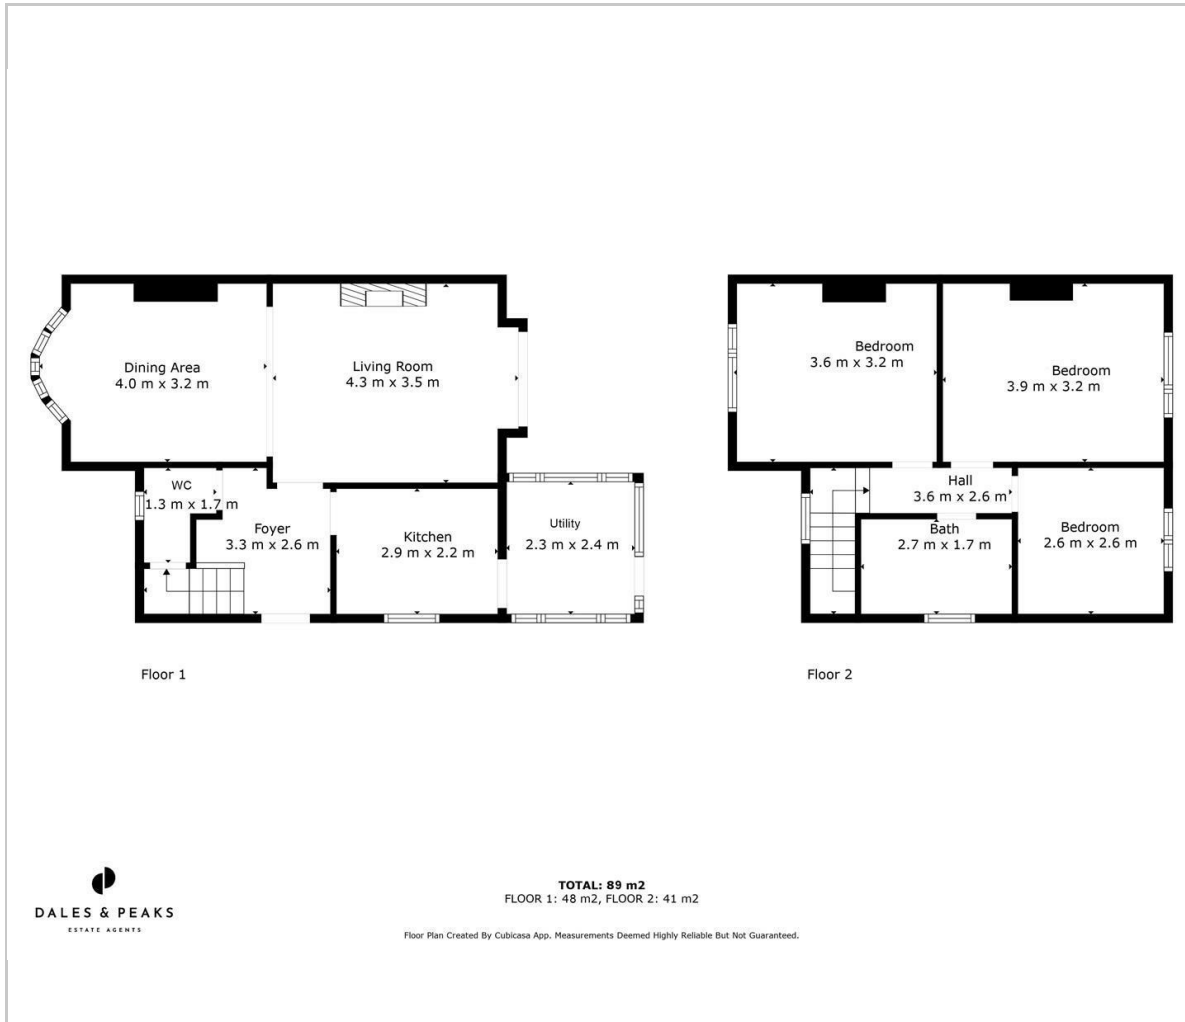 Dining Area
4.0 m x 3.2 m
Living Room
4.3 m x 3.5 m
WC
1.3 m x 1.7 m
Foyer
3.3 m x 2.6 m
Kitchen
2.9 m x 2.2 m
Utility
2.3 m x 2.4 m
Floor 1
Bedroom
3.6 m x 3.2 m
Bedroom
3.9 m x 3.2 m
Hall
3.6 m x 2.6 m
Bath
2.7 m x 1.7 m
Bedroom
2.6 m x 2.6 m
Floor 2
DALES & PEAKS
ESTATE AGENTS
TOTAL: 89 m2
FLOOR 1: 48 m2, FLOOR 2: 41 m2
Floor Plan Created By Cubicasa App. Measurements Deemed Highly Reliable But Not Guaranteed.